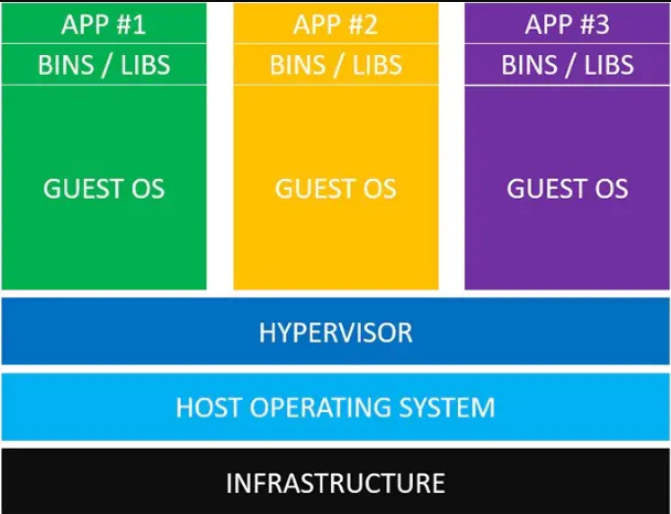 APP #1
BINS / LIBS
GUEST OS
APP #2
BINS / LIBS
GUEST OS
APP #3
BINS / LIBS
GUEST OS
HYPERVISOR
HOST OPERATING SYSTEM
INFRASTRUCTURE